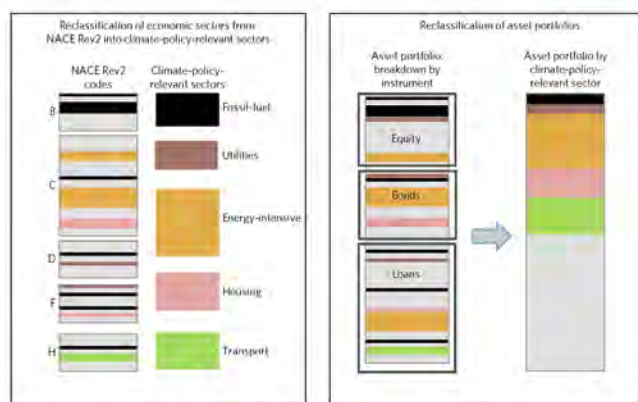 Reclassification of economic sectors from
NACE Rev2 into climate-policy-relevant sectors
NACE Rev2
codes
Climate-policy-
relevant sectors
B
Fossil-fuel
Utilities
C
Energy-intensive
D
Housing
F
H
Transport
Reclassification of asset portfolios
Asset portfolio
breakdown by
instrument
Asset portfolio by
climate-policy-
relevant sector
Equity
Bonds
Loans